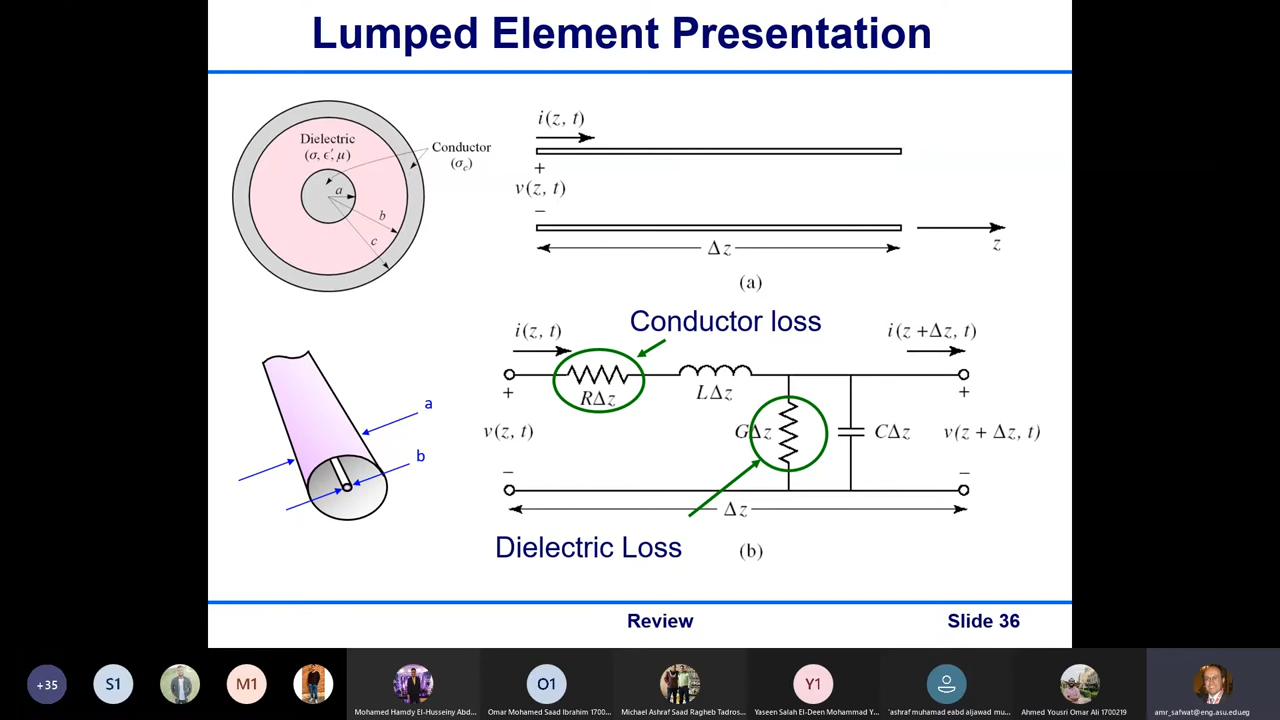 Lumped Element Presentation
Dielectric
(σ, ϵ′, μ)
Conductor
(σc)
a
b
c
i(z, t)
+
v(z, t)
−
Δz
z
(a)
Conductor loss
i(z, t)
i(z + Δz, t)
RΔz
LΔz
+
+
v(z, t)
GΔz
CΔz
v(z + Δz, t)
−
−
Δz
Dielectric Loss
(b)
a
b
Review
Slide 36
+35
S1
M1
O1
Y1
Mohamed Hamdy El-Husseiny Abd...
Omar Mohamed Saad Ibrahim 1700...
Michael Ashraf Saad Ragheb Tadros...
Yaseen Salah El-Deen Mohammad Y...
'ashraf muhamad eabd aljawad mu...
Ahmed Yousri Omar Ali 1700219
amr_safwat@eng.asu.edueg